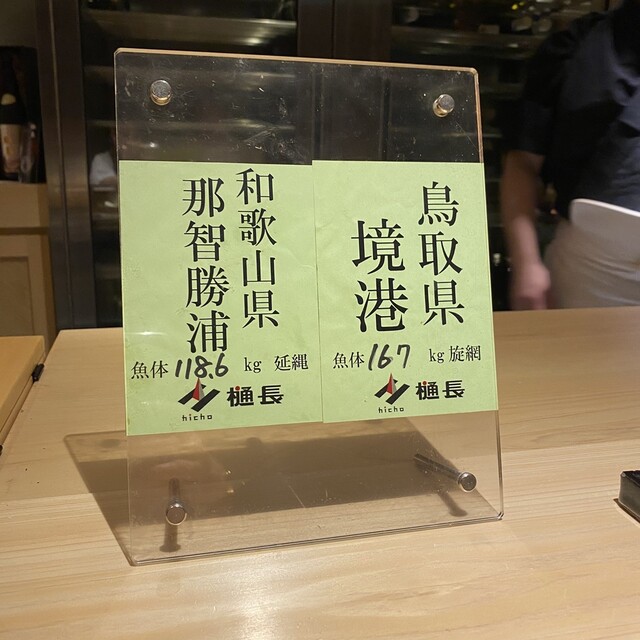 和歌山県
那智勝浦
魚体 118.6 kg 延縄
hicho 樋長
鳥取県
境港
魚体 167 kg 旋網
hicho 樋長